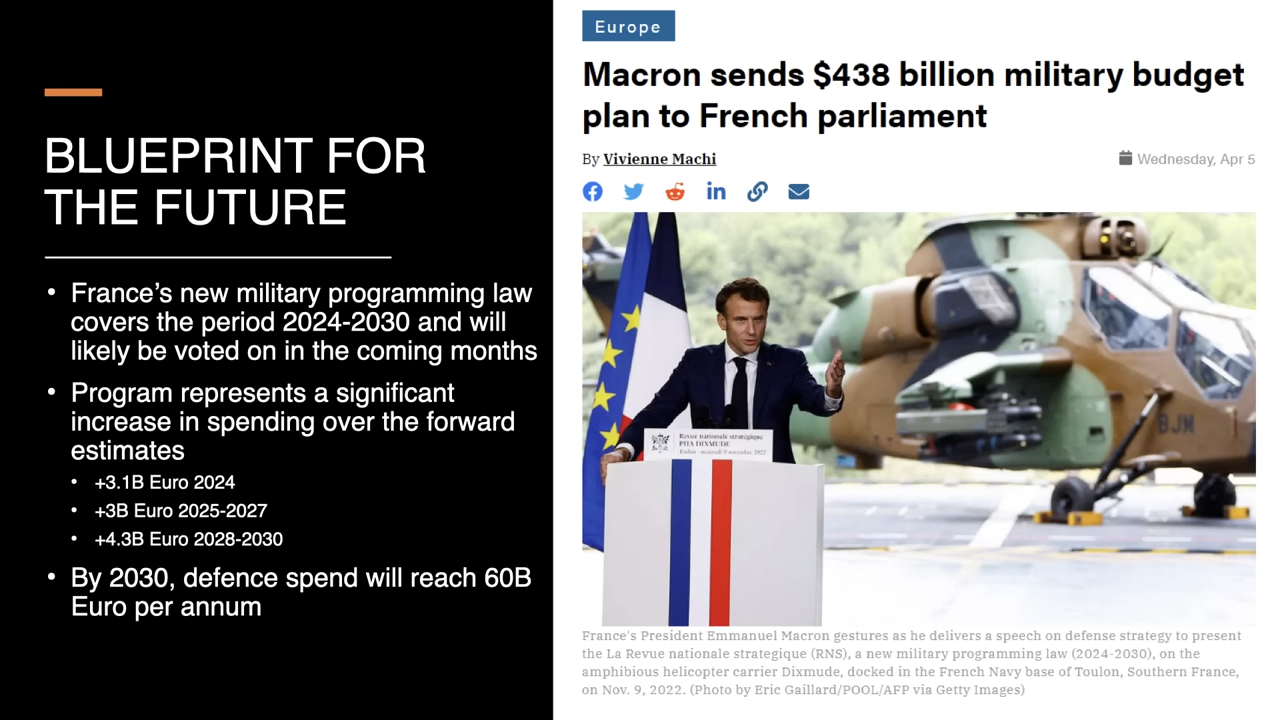 BLUEPRINT FOR
THE FUTURE
• France's new military programming law
covers the period 2024-2030 and will
likely be voted on in the coming months
• Program represents a significant
increase in spending over the forward
estimates
• +3.1B Euro 2024
• +3B Euro 2025-2027
• +4.3B Euro 2028-2030
• By 2030, defence spend will reach 60B
Euro per annum
Europe
Macron sends $438 billion military budget
plan to French parliament
By Vivienne Machi
Wednesday, Apr 5
BJM
Revue nationale stratégique
PHA DIXMUDE
Toulon - mercredi 9 novembre 2022
France's President Emmanuel Macron gestures as he delivers a speech on defense strategy to present
the La Revue nationale strategique (RNS), a new military programming law (2024-2030), on the
amphibious helicopter carrier Dixmude, docked in the French Navy base of Toulon, Southern France,
on Nov. 9, 2022. (Photo by Eric Gaillard/POOL/AFP via Getty Images)